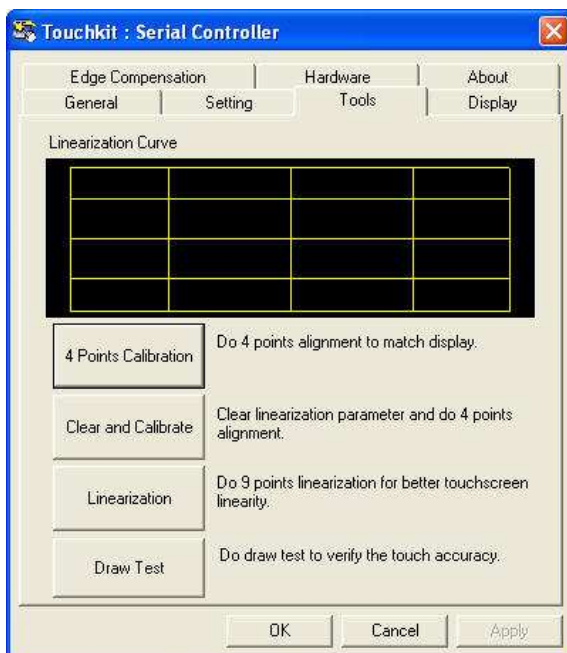 Touchkit : Serial Controller
Edge Compensation
Hardware
About
General
Setting
Tools
Display
Linearization Curve
4 Points Calibration
Do 4 points alignment to match display.
Clear and Calibrate
Clear linearization parameter and do 4 points
alignment.
Linearization
Do 9 points linearization for better touchscreen
linearity.
Draw Test
Do draw test to verify the touch accuracy.
OK
Cancel
Apply